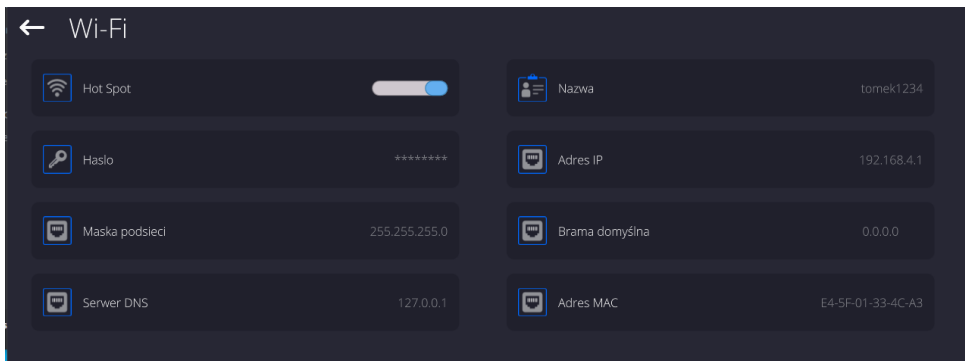 Wi-Fi
Hot Spot
Nazwa tomek1234
Haslo ********
Adres IP 192.168.4.1
Maska podsieci 255.255.255.0
Brama domyślna 0.0.0.0
Serwer DNS 127.0.0.1
Adres MAC E4-5F-01-33-4C-A3